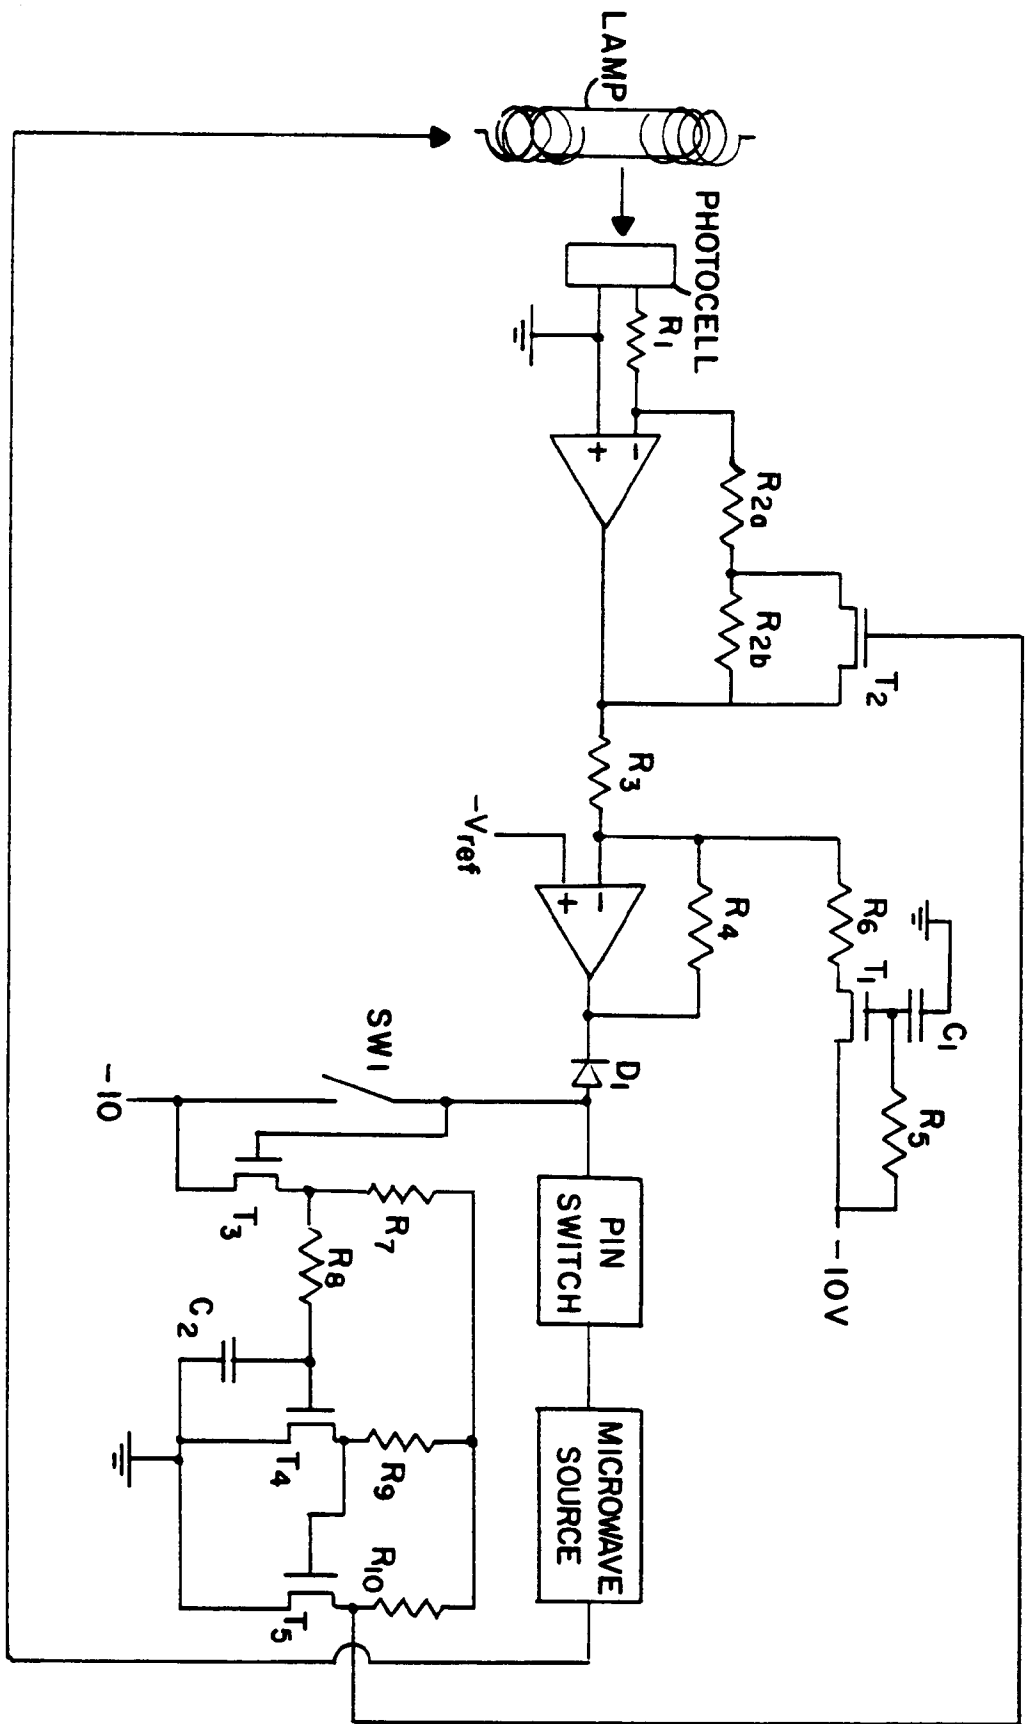 LAMP
PHOTOCELL
R1
-
+
R2a
R2b
T2
R3
-Vref
-
+
R4
R6
T1
C1
R5
-10V
D1
SW1
-10
PIN
SWITCH
MICROWAVE
SOURCE
T3
R7
R8
C2
T4
R9
T5
R10